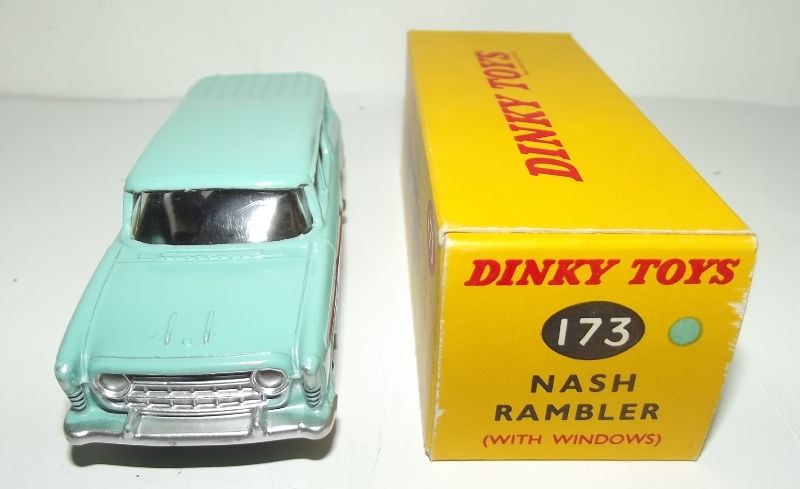 DINKY TOYS
DINKY TOYS
173
NASH
RAMBLER
(WITH WINDOWS)